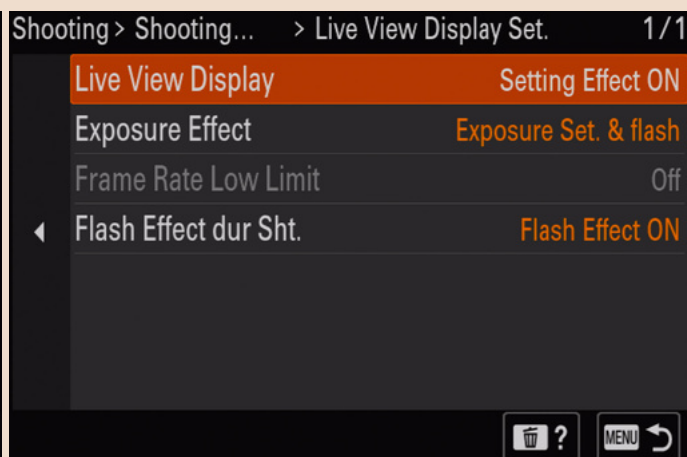 Shooting > Shooting... > Live View Display Set. 1/1
Live View Display Setting Effect ON
Exposure Effect Exposure Set. & flash
Frame Rate Low Limit Off
Flash Effect dur Sht. Flash Effect ON
? MENU